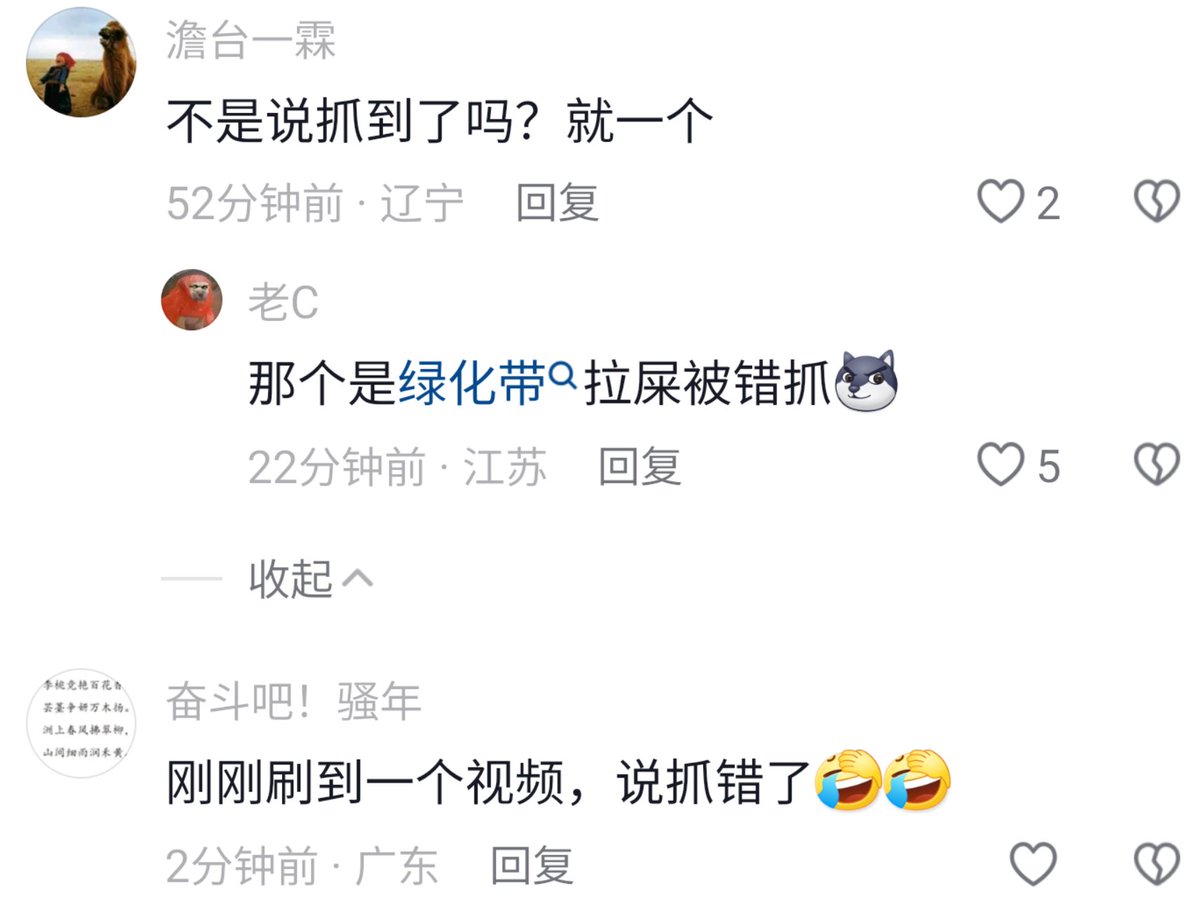 澹台一霖
不是说抓到了吗？就一个
52分钟前 · 辽宁 回复 2
老C
那个是绿化带拉屎被错抓
22分钟前 · 江苏 回复 5
收起
李桃竞艳百花香
芸薹争妍万木扬。
洲上春风拂翠柳,
山间细雨润禾黄
奋斗吧！骚年
刚刚刷到一个视频，说抓错了
2分钟前 · 广东 回复